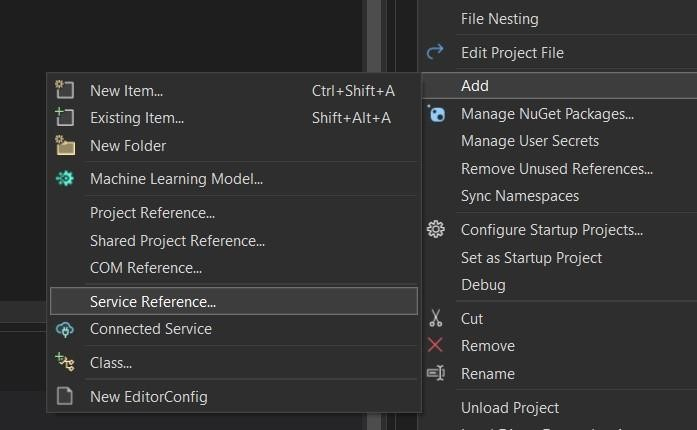 File Nesting
Edit Project File
Add
Manage NuGet Packages...
Manage User Secrets
Remove Unused References...
Sync Namespaces
Configure Startup Projects...
Set as Startup Project
Debug
Cut
Remove
Rename
Unload Project
New Item... Ctrl+Shift+A
Existing Item... Shift+Alt+A
New Folder
Machine Learning Model...
Project Reference...
Shared Project Reference...
COM Reference...
Service Reference...
Connected Service
Class...
New EditorConfig